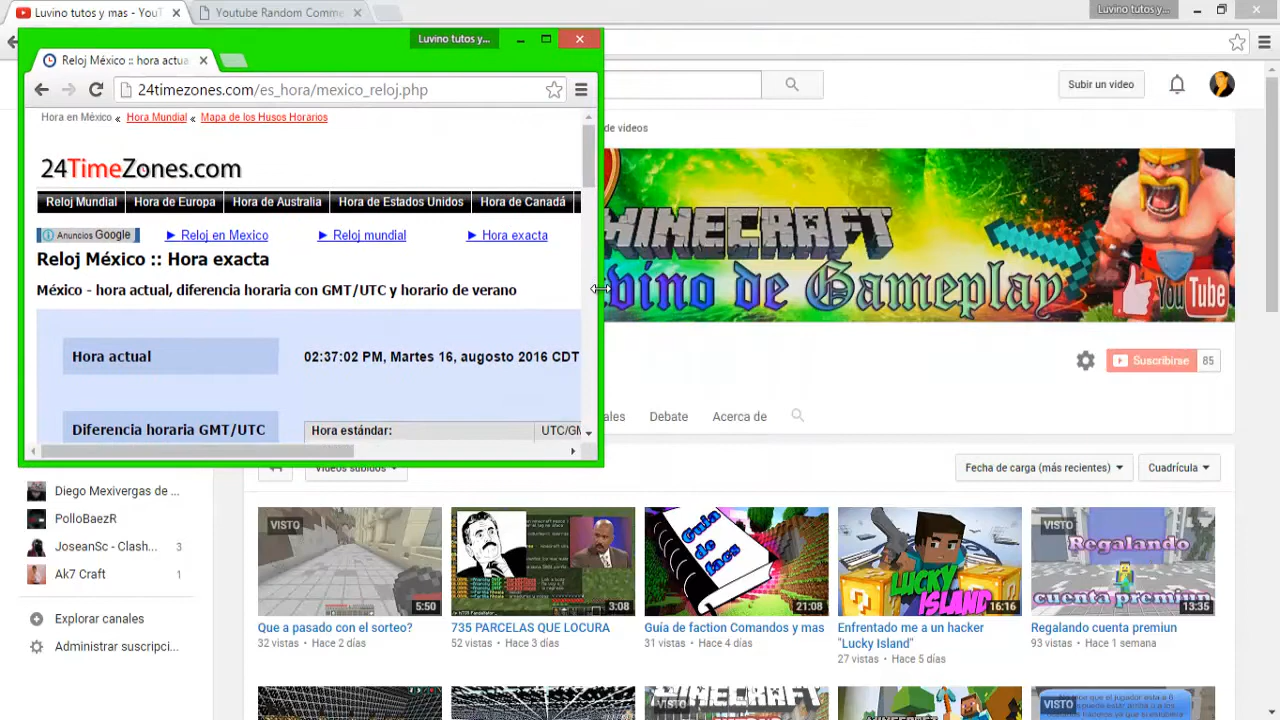 Luvino tutos y mas - YouT
Youtube Random Comme
Luvino tutos y...
Luvino tutos y...
Reloj México :: hora actua
24timezones.com/es_hora/mexico_reloj.php
Subir un video
Hora en México « Hora Mundial « Mapa de los Husos Horarios
de videos
24TimeZones.com
Reloj Mundial Hora de Europa Hora de Australia Hora de Estados Unidos Hora de Canadá
Anuncios Google ► Reloj en Mexico ► Reloj mundial ► Hora exacta
Reloj México :: Hora exacta
México - hora actual, diferencia horaria con GMT/UTC y horario de verano
MINECRAFT
vino de Gameplay
You Tube
Hora actual 02:37:02 PM, Martes 16, augosto 2016 CDT
Suscribirse 85
Diferencia horaria GMT/UTC Hora estándar: UTC/GM
ales Debate Acerca de
Videos subidos
Fecha de carga (más recientes) Cuadrícula
Diego Mexivergas de ...
PolloBaezR
JoseanSc - Clash... 3
Ak7 Craft 1
Explorar canales
Administrar suscripci...
VISTO
5:50
Que a pasado con el sorteo?
32 vistas • Hace 2 días
3:08
735 PARCELAS QUE LOCURA
52 vistas • Hace 3 días
Guia de facs
21:08
Guía de faction Comandos y mas
31 vistas • Hace 4 días
LUCKY ISLAND
16:16
Enfrentado me a un hacker
"Lucky Island"
27 vistas • Hace 5 días
VISTO
Regalando
cuenta premiun
13:35
Regalando cuenta premiun
93 vistas • Hace 1 semana
MINECRAFT
VISTO
VISTO